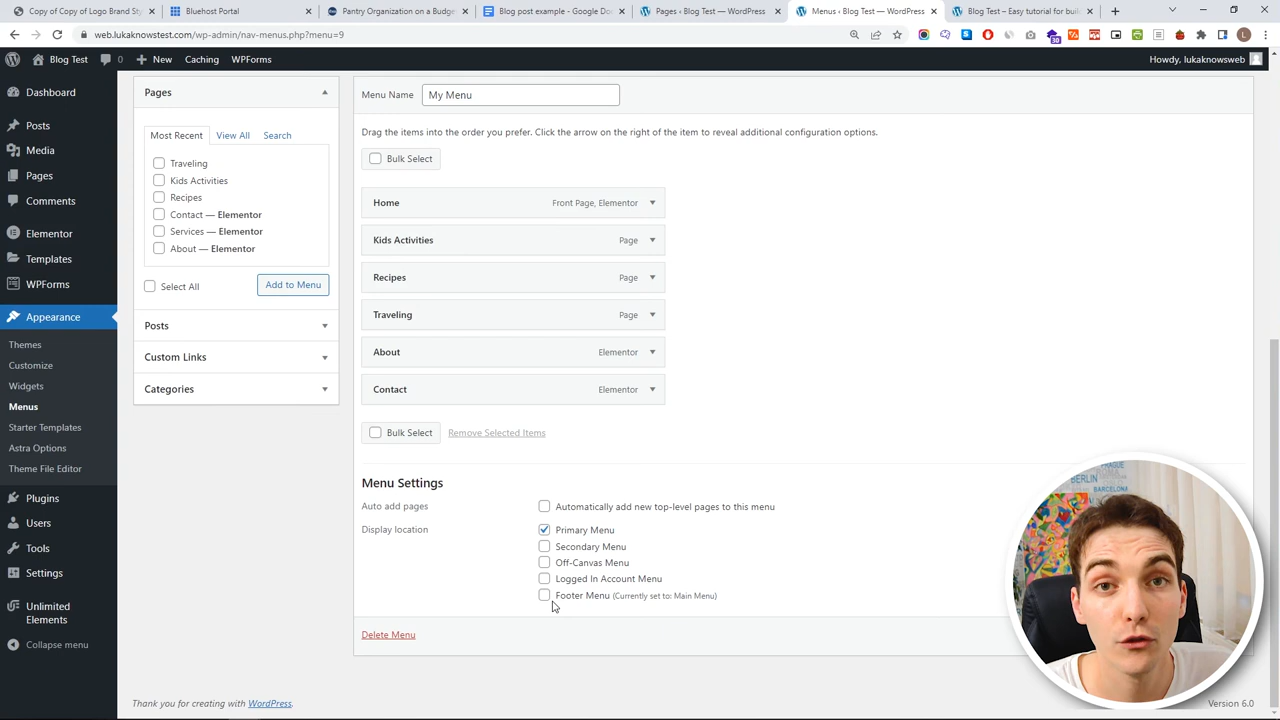 Copy of Copy of Logo Brand St
Bluehost Portal
Pantry Organization on a Budge
Blog post example - Google Do
Pages ‹ Blog Test — WordPress
Menus ‹ Blog Test — WordPress
Blog Test – Easy tutorial for buil
web.lukaknowstest.com/wp-admin/nav-menus.php?menu=9
30
L
Blog Test
0
New
Caching
WPForms
Howdy, lukaknowsweb
Dashboard
Posts
Media
Pages
Comments
Elementor
Templates
WPForms
Appearance
Themes
Customize
Widgets
Menus
Starter Templates
Astra Options
Theme File Editor
Plugins
Users
Tools
Settings
Unlimited
Elements
Collapse menu
Pages
Most Recent
View All
Search
Traveling
Kids Activities
Recipes
Contact — Elementor
Services — Elementor
About — Elementor
Select All
Add to Menu
Posts
Custom Links
Categories
Menu Name
My Menu
Drag the items into the order you prefer. Click the arrow on the right of the item to reveal additional configuration options.
Bulk Select
Home
Front Page, Elementor
Kids Activities
Page
Recipes
Page
Traveling
Page
About
Elementor
Contact
Elementor
Bulk Select
Remove Selected Items
Menu Settings
Auto add pages
Automatically add new top-level pages to this menu
Display location
Primary Menu
Secondary Menu
Off-Canvas Menu
Logged In Account Menu
Footer Menu (Currently set to: Main Menu)
Delete Menu
PRAGUE
BERLIN
BARCELONA
Thank you for creating with WordPress.
Version 6.0